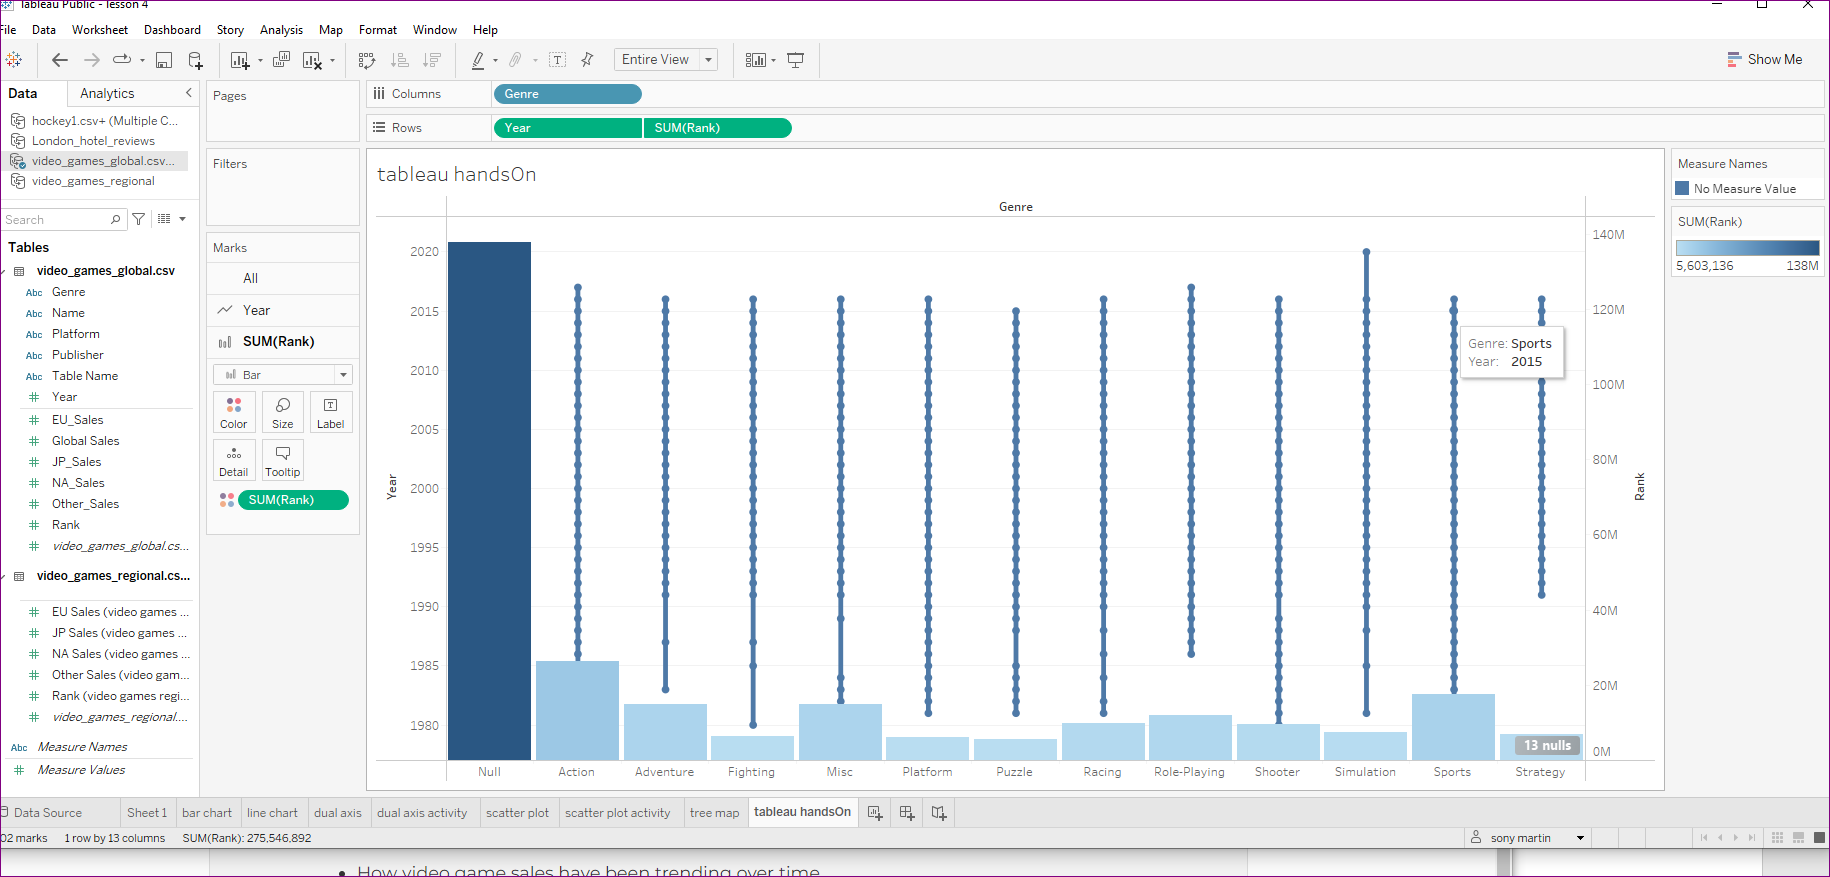 Tableau Public - lesson 4
File Data Worksheet Dashboard Story Analysis Map Format Window Help
Entire View
Show Me
Data Analytics
hockey1.csv+ (Multiple C...
London_hotel_reviews
video_games_global.csv...
video_games_regional
Search
Tables
video_games_global.csv
Abc Genre
Abc Name
Abc Platform
Abc Publisher
Abc Table Name
# Year
# EU_Sales
# Global Sales
# JP_Sales
# NA_Sales
# Other_Sales
# Rank
# video_games_global.cs...
video_games_regional.cs...
# EU Sales (video games ...
# JP Sales (video games ...
# NA Sales (video games ...
# Other Sales (video gam...
# Rank (video games regi...
# video_games_regional....
Abc Measure Names
# Measure Values
Pages
Filters
Marks
All
Year
SUM(Rank)
Bar
Color Size Label
Detail Tooltip
SUM(Rank)
Columns Genre
Rows Year SUM(Rank)
tableau handsOn
Genre
2020
2015
2010
2005
2000
1995
1990
1985
1980
Year
140M
120M
100M
80M
60M
40M
20M
0M
Rank
Genre: Sports
Year: 2015
13 nulls
Null Action Adventure Fighting Misc Platform Puzzle Racing Role-Playing Shooter Simulation Sports Strategy
Measure Names
No Measure Value
SUM(Rank)
5,603,136 138M
Data Source Sheet 1 bar chart line chart dual axis dual axis activity scatter plot scatter plot activity tree map tableau handsOn
02 marks 1 row by 13 columns SUM(Rank): 275,546,892
sony martin
• How video game sales have been trending over time